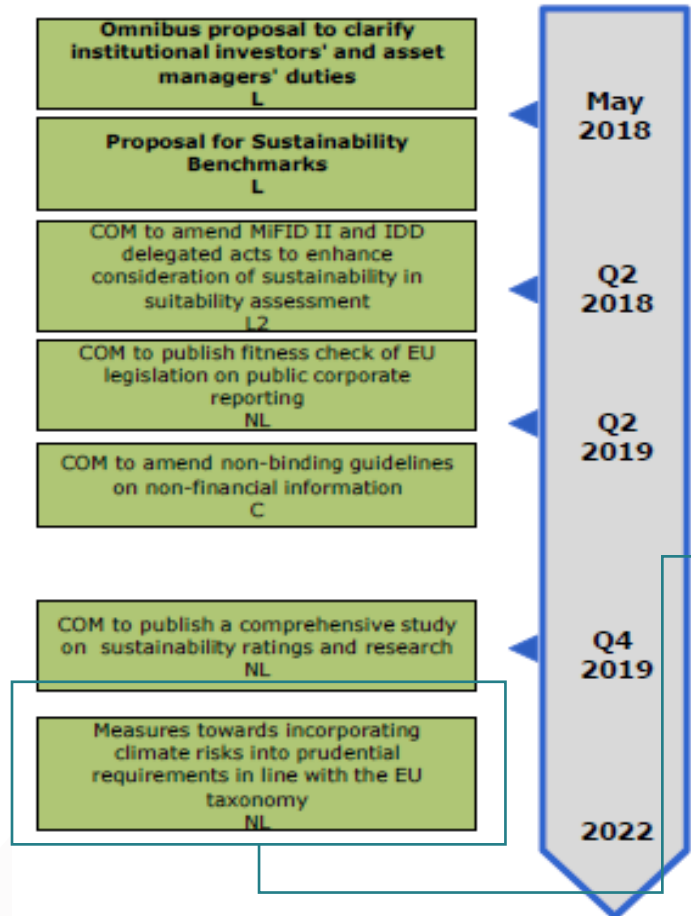 Omnibus proposal to clarify
institutional investors' and asset
managers' duties
L
May
2018
Proposal for Sustainability
Benchmarks
L
COM to amend MiFID II and IDD
delegated acts to enhance
consideration of sustainability in
suitability assessment
L2
Q2
2018
COM to publish fitness check of EU
legislation on public corporate
reporting
NL
Q2
2019
COM to amend non-binding guidelines
on non-financial information
C
COM to publish a comprehensive study
on sustainability ratings and research
NL
Q4
2019
Measures towards incorporating
climate risks into prudential
requirements in line with the EU
taxonomy
NL
2022